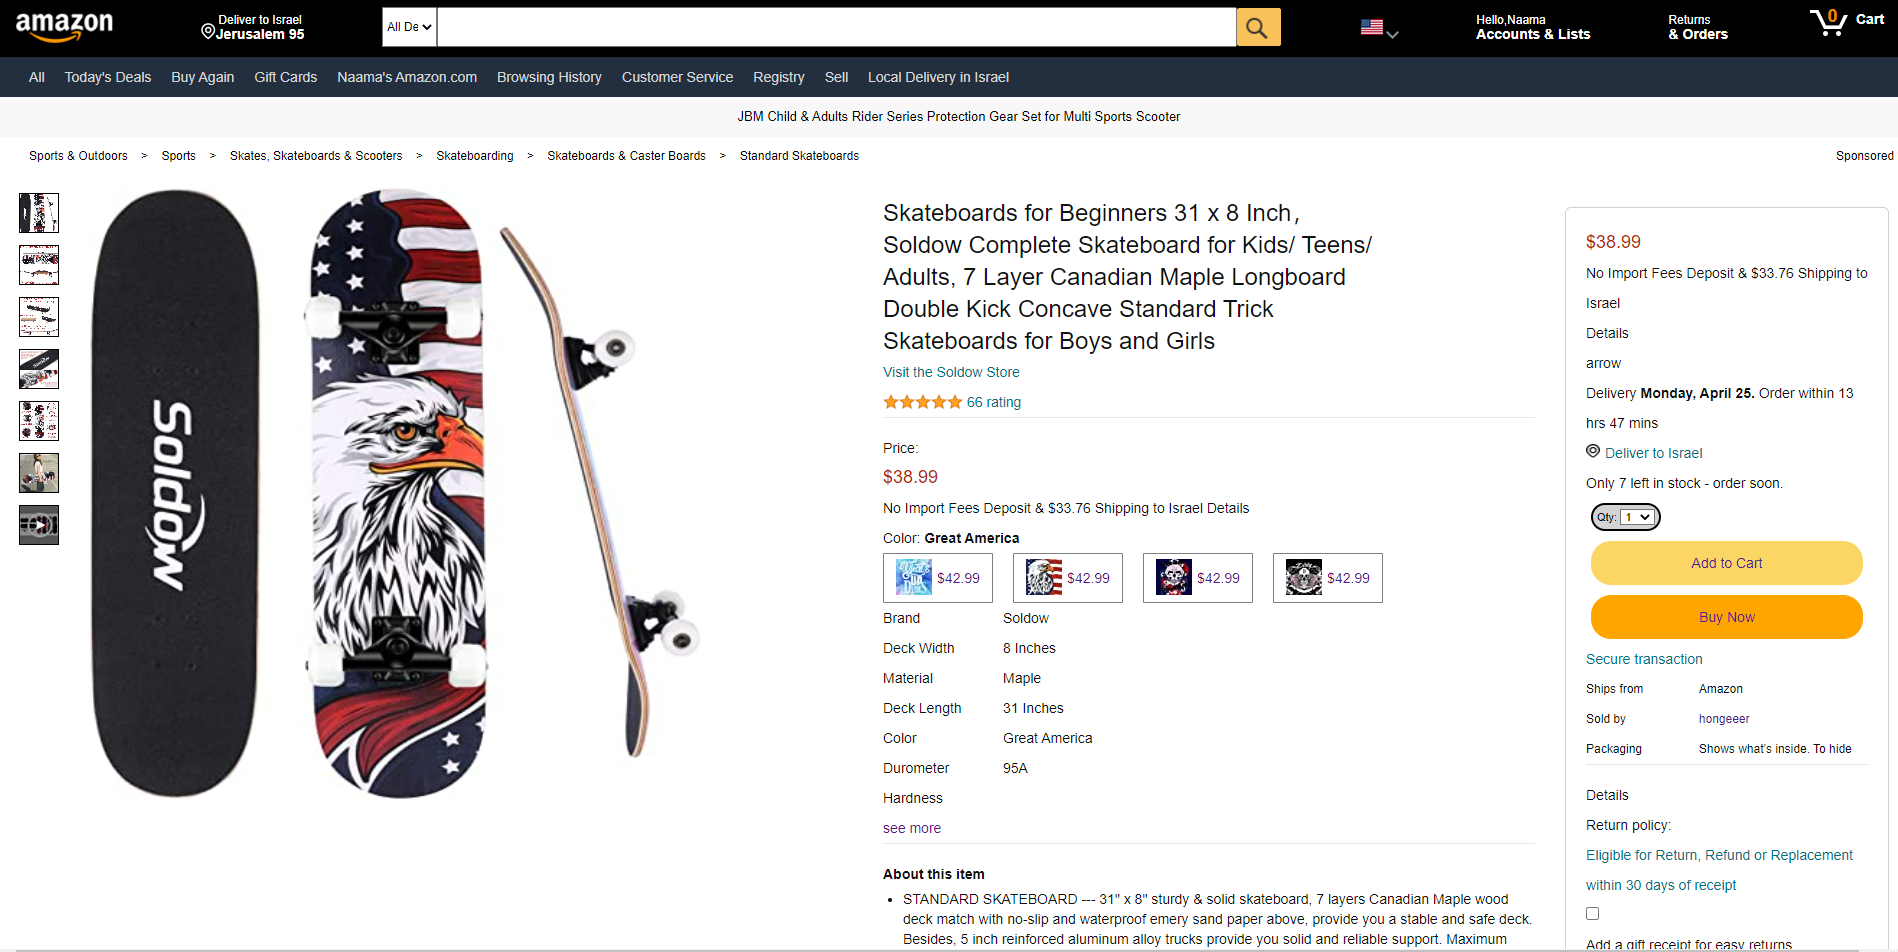 amazon
Deliver to Israel
Jerusalem 95
All De
Hello,Naama
Accounts & Lists
Returns
& Orders
0
Cart
All Today's Deals Buy Again Gift Cards Naama's Amazon.com Browsing History Customer Service Registry Sell Local Delivery in Israel
JBM Child & Adults Rider Series Protection Gear Set for Multi Sports Scooter
Sports & Outdoors > Sports > Skates, Skateboards & Scooters > Skateboarding > Skateboards & Caster Boards > Standard Skateboards
Sponsored
Soldow
Skateboards for Beginners 31 x 8 Inch,
Soldow Complete Skateboard for Kids/ Teens/
Adults, 7 Layer Canadian Maple Longboard
Double Kick Concave Standard Trick
Skateboards for Boys and Girls
Visit the Soldow Store
66 rating
Price:
$38.99
No Import Fees Deposit & $33.76 Shipping to Israel Details
Color: Great America
$42.99 $42.99 $42.99 $42.99
Brand Soldow
Deck Width 8 Inches
Material Maple
Deck Length 31 Inches
Color Great America
Durometer 95A
Hardness
see more
About this item
• STANDARD SKATEBOARD --- 31" x 8" sturdy & solid skateboard, 7 layers Canadian Maple wood
deck match with no-slip and waterproof emery sand paper above, provide you a stable and safe deck.
Besides, 5 inch reinforced aluminum alloy trucks provide you solid and reliable support. Maximum
$38.99
No Import Fees Deposit & $33.76 Shipping to
Israel
Details
arrow
Delivery Monday, April 25. Order within 13
hrs 47 mins
Deliver to Israel
Only 7 left in stock - order soon.
Qty: 1
Add to Cart
Buy Now
Secure transaction
Ships from Amazon
Sold by hongeeer
Packaging Shows what's inside. To hide
Details
Return policy:
Eligible for Return, Refund or Replacement
within 30 days of receipt
Add a gift receipt for easy returns